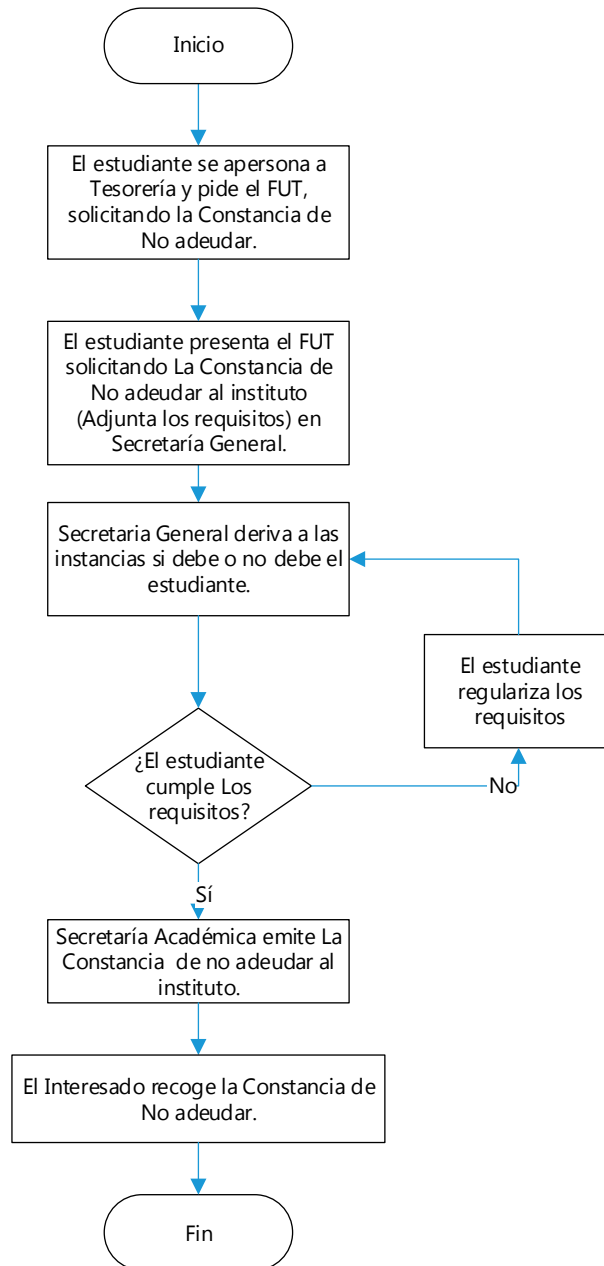 Inicio
El estudiante se apersona a
Tesorería y pide el FUT,
solicitando la Constancia de
No adeudar.
El estudiante presenta el FUT
solicitando La Constancia de
No adeudar al instituto
(Adjunta los requisitos) en
Secretaría General.
Secretaria General deriva a las
instancias si debe o no debe el
estudiante.
El estudiante
regulariza los
requisitos
¿El estudiante
cumple Los
requisitos?
No
Sí
Secretaría Académica emite La
Constancia  de no adeudar al
instituto.
El Interesado recoge la Constancia de
No adeudar.
Fin